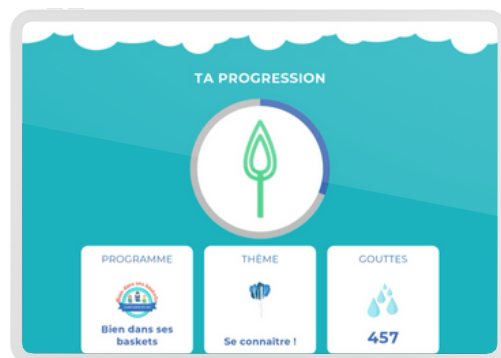 TA PROGRESSION
PROGRAMME
Bien dans ses
baskets
THÈME
Se connaître !
GOUTTES
457